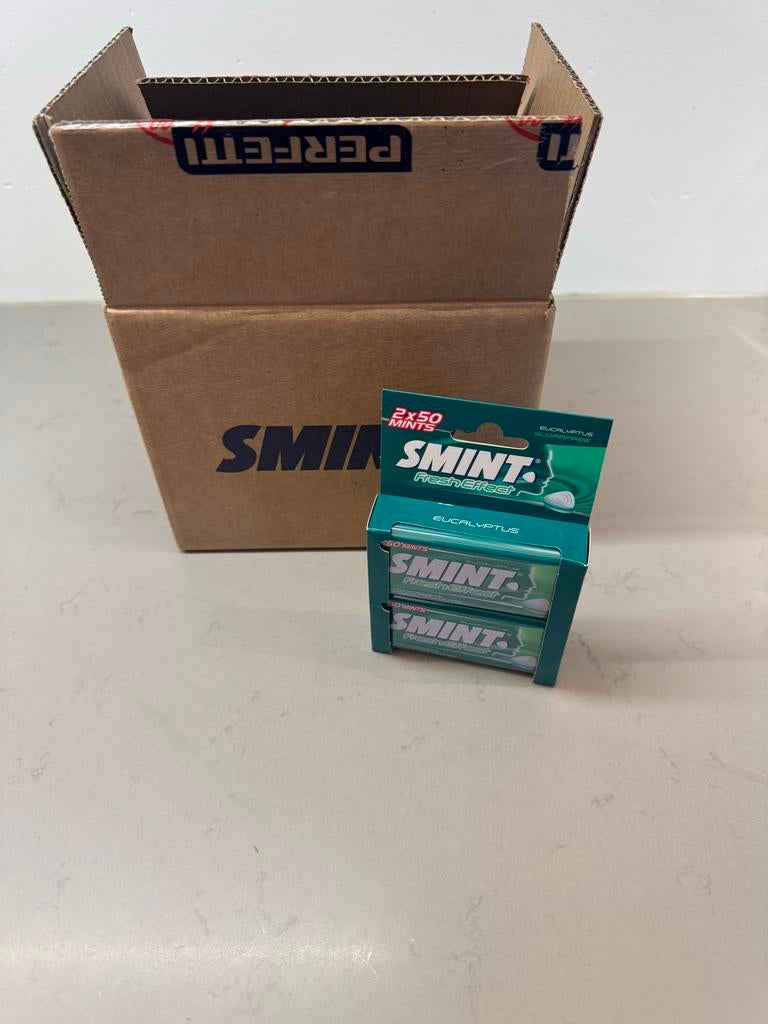 PERFETTI
SMIN
2x50
MINTS
EUCALYPTUS
SUGARFREE
SMINT®
Fresh Effect
EUCALYPTUS
50 MINTS
SMINT®
Fresh Effect
50 MINTS
SMINT®
Fresh Effect